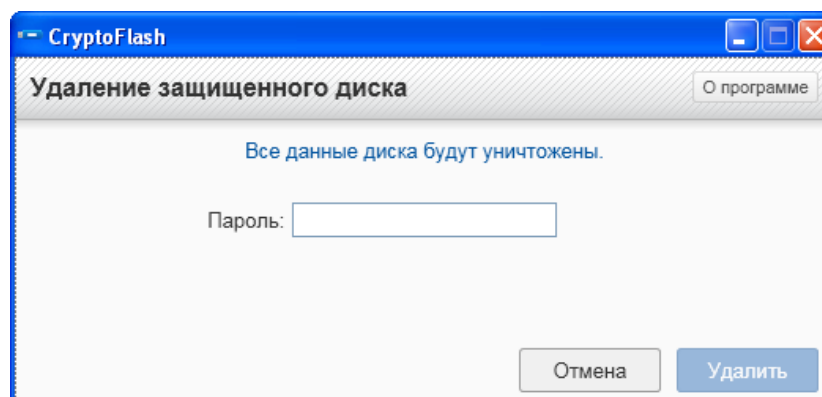 CryptoFlash
Удаление защищенного диска
О программе
Все данные диска будут уничтожены.
Пароль:
Отмена
Удалить